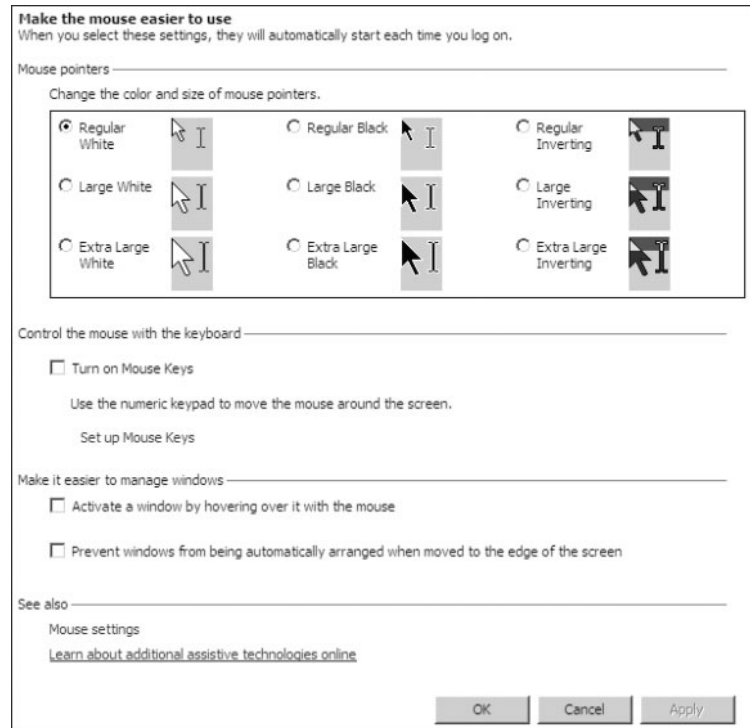 Make the mouse easier to use
When you select these settings, they will automatically start each time you log on.
Mouse pointers
Change the color and size of mouse pointers.
Regular White
Regular Black
Regular Inverting
Large White
Large Black
Large Inverting
Extra Large White
Extra Large Black
Extra Large Inverting
Control the mouse with the keyboard
Turn on Mouse Keys
Use the numeric keypad to move the mouse around the screen.
Set up Mouse Keys
Make it easier to manage windows
Activate a window by hovering over it with the mouse
Prevent windows from being automatically arranged when moved to the edge of the screen
See also
Mouse settings
Learn about additional assistive technologies online
OK
Cancel
Apply